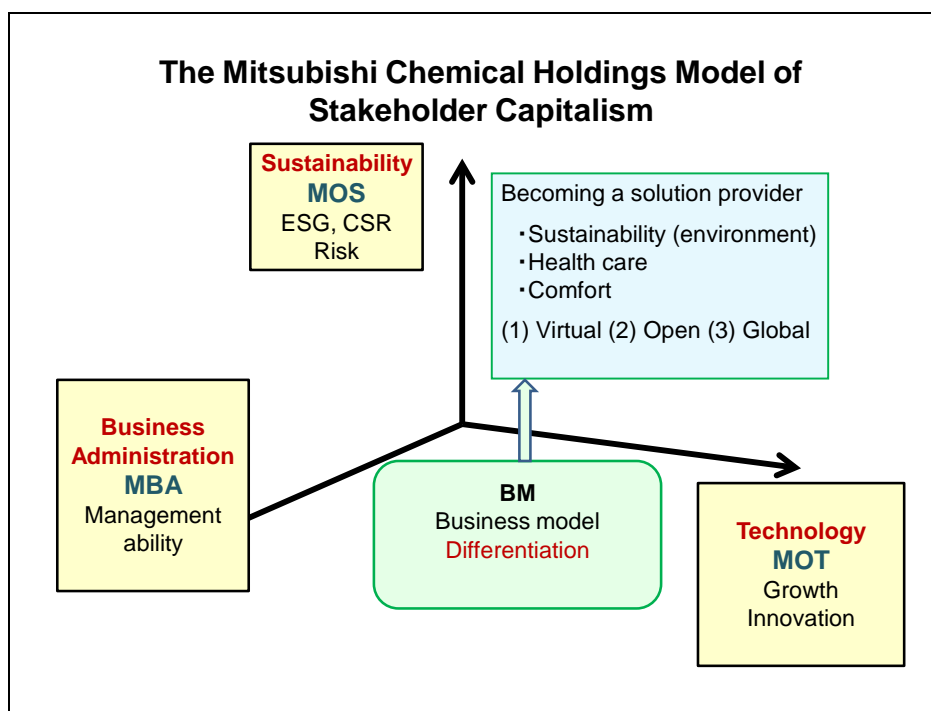 The Mitsubishi Chemical Holdings Model of
Stakeholder Capitalism
Sustainability
MOS
ESG, CSR
Risk
Becoming a solution provider
・Sustainability (environment)
・Health care
・Comfort
(1) Virtual (2) Open (3) Global
Business
Administration
MBA
Management
ability
BM
Business model
Differentiation
Technology
MOT
Growth
Innovation